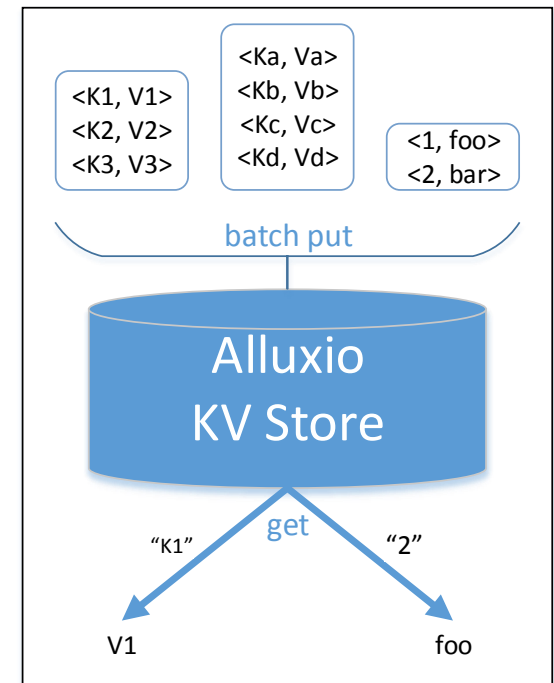 <K1, V1>
<K2, V2>
<K3, V3>
<Ka, Va>
<Kb, Vb>
<Kc, Vc>
<Kd, Vd>
<1, foo>
<2, bar>
batch put
Alluxio
KV Store
get
“K1”
“2”
V1
foo